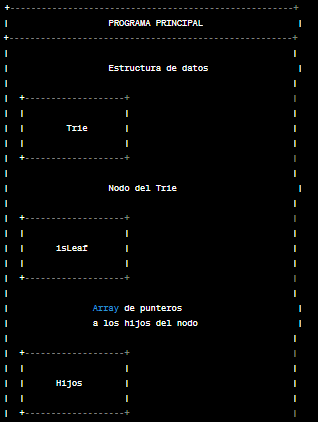 PROGRAMA PRINCIPAL
Estructura de datos
Trie
Nodo del Trie
isLeaf
Array de punteros
a los hijos del nodo
Hijos